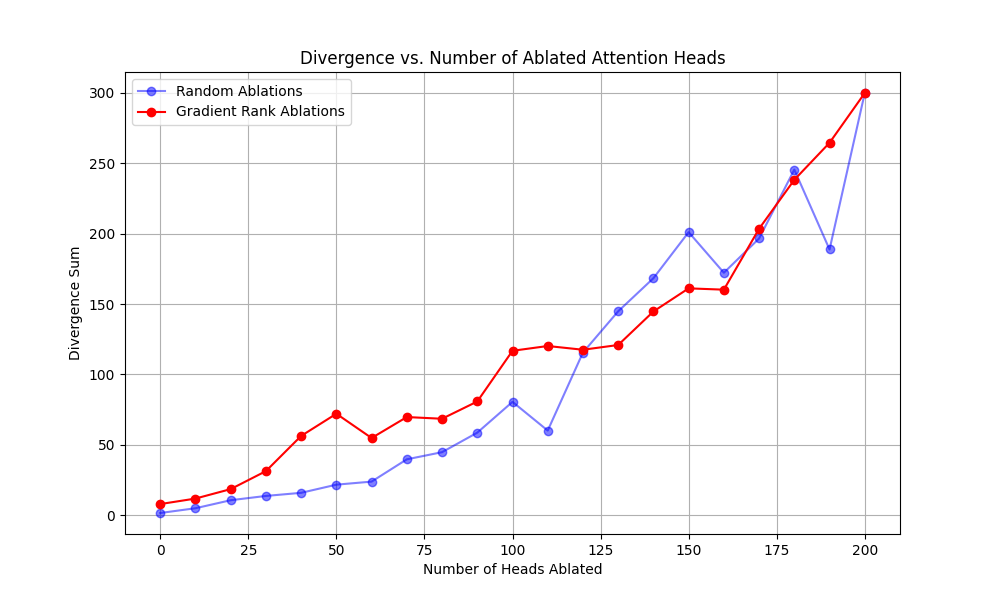 Divergence vs. Number of Ablated Attention Heads
Random Ablations
Gradient Rank Ablations
300
250
200
150
100
50
0
Divergence Sum
0 25 50 75 100 125 150 175 200
Number of Heads Ablated